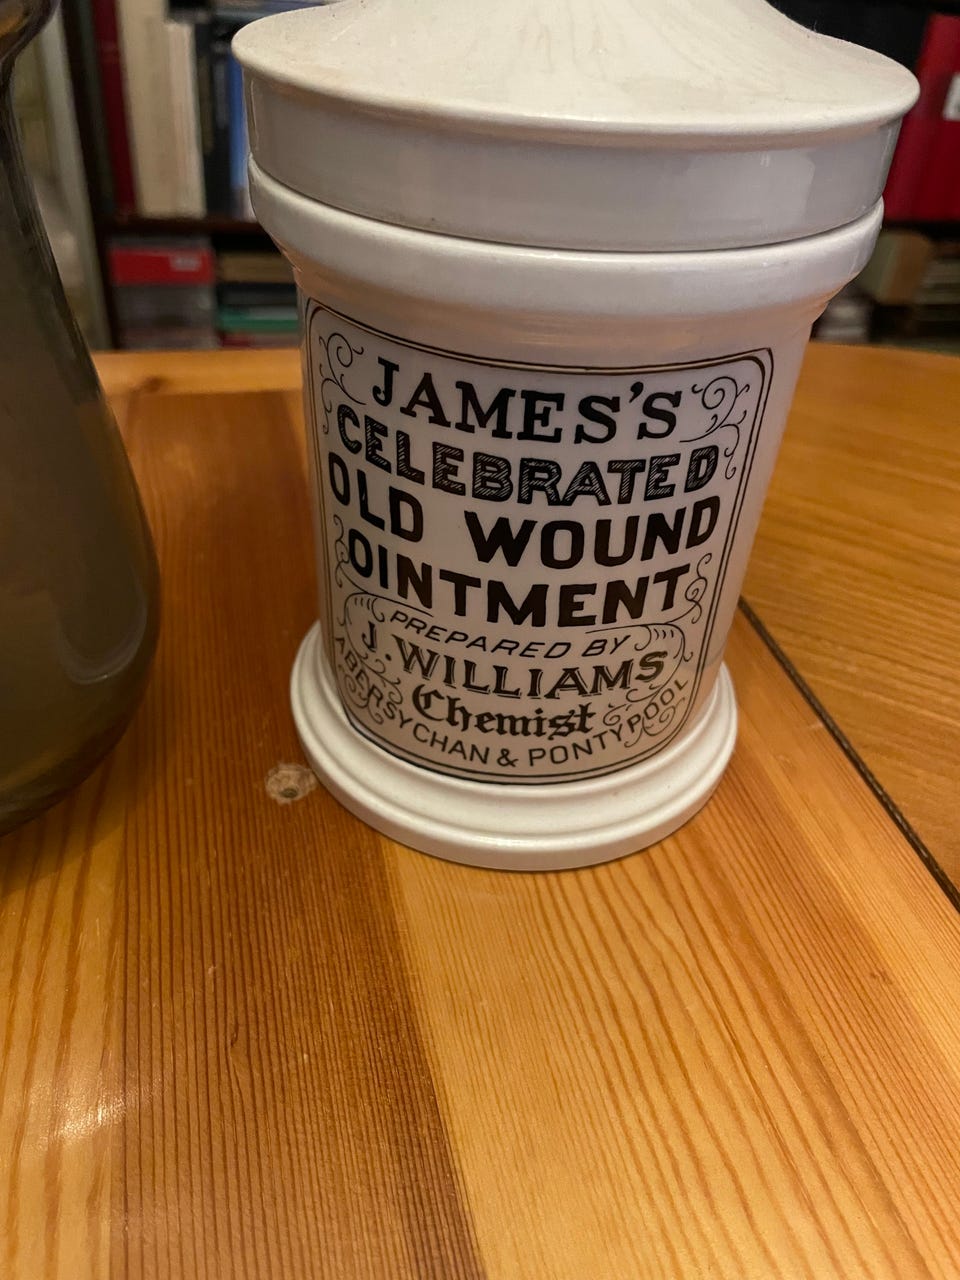 JAMES'S
CELEBRATED
OLD WOUND
OINTMENT
PREPARED BY
J. WILLIAMS
Chemist
ABERSYCHAN & PONTYPOOL